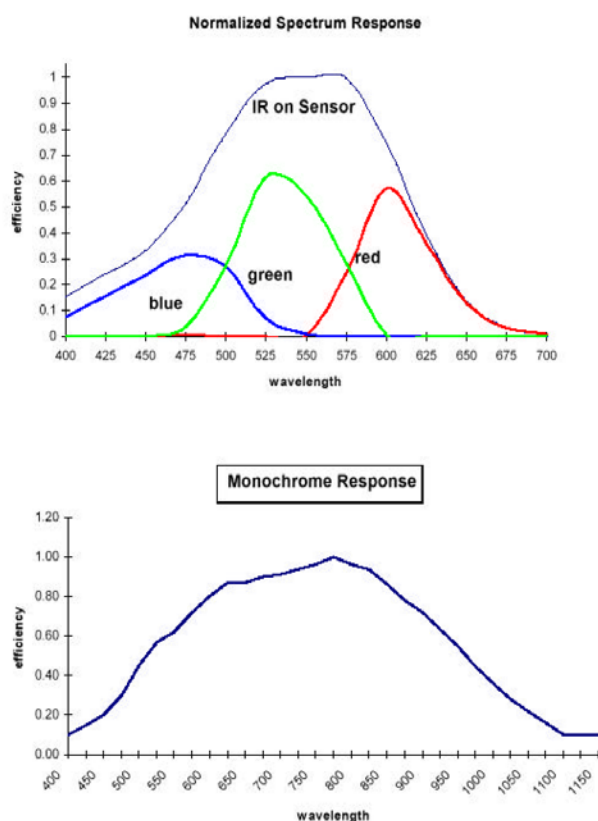 Normalized Spectrum Response
1
0.9
0.8
0.7
0.6
0.5
0.4
0.3
0.2
0.1
0
efficiency
IR on Sensor
blue
green
red
400 425 450 475 500 525 550 575 600 625 650 675 700
wavelength
Monochrome Response
1.20
1.00
0.80
0.60
0.40
0.20
0.00
efficiency
400 450 500 550 600 650 700 750 800 850 900 950 1000 1050 1100 1150
wavelength